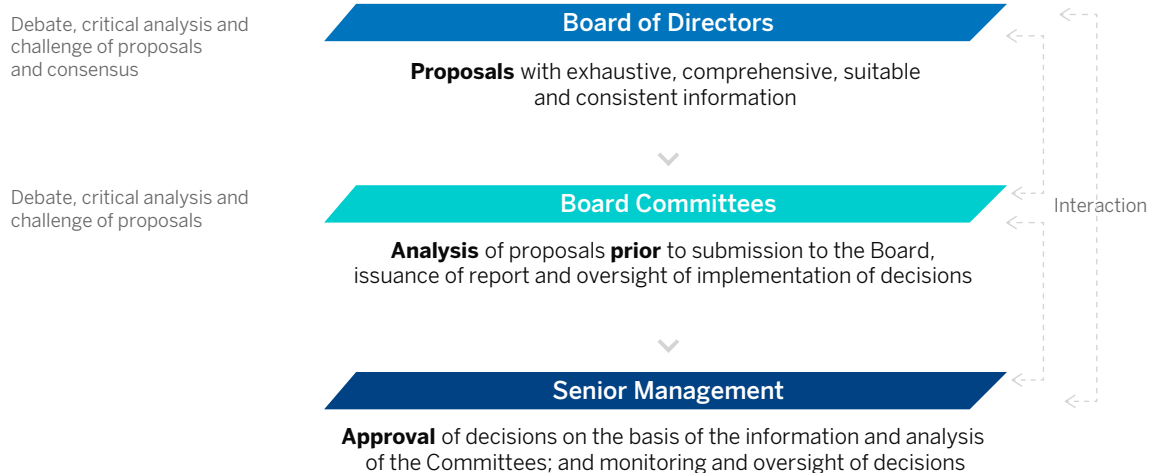 Debate, critical analysis and
challenge of proposals
and consensus
Board of Directors
Proposals with exhaustive, comprehensive, suitable
and consistent information
Debate, critical analysis and
challenge of proposals
Board Committees
Interaction
Analysis of proposals prior to submission to the Board,
issuance of report and oversight of implementation of decisions
Senior Management
Approval of decisions on the basis of the information and analysis
of the Committees; and monitoring and oversight of decisions